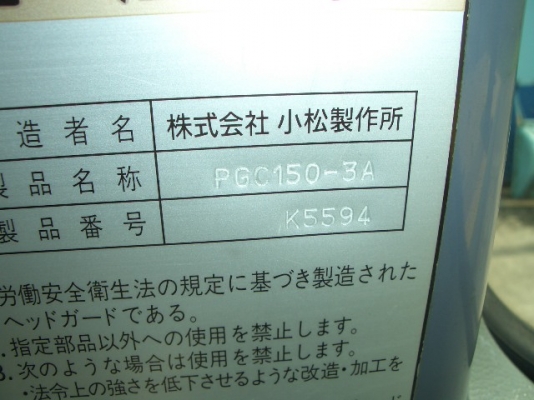 造者名 株式会社 小松製作所
製品名称 PGC150-3A
製品番号 K5594
労働安全衛生法の規定に基づき製造された
ヘッドガードである。
.指定部品以外への使用を禁止します。
3.次のような場合は使用を禁止します。
・法令上の強さを低下させるような改造・加工を